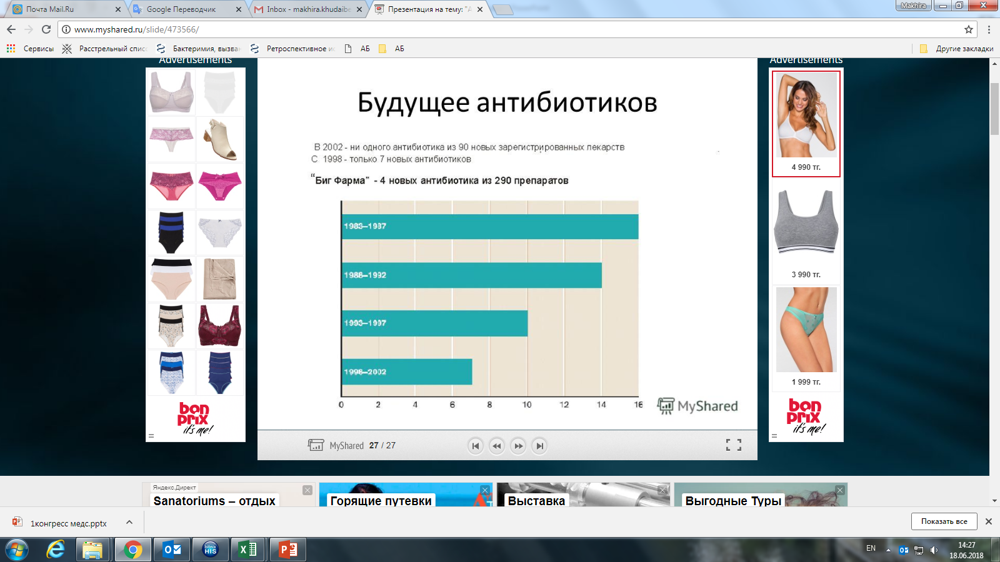 Почта Mail.Ru
Google Переводчик
Inbox - makhira.khudaibe
Презентация на тему: "А
Makhira
www.myshared.ru/slide/473566/
Сервисы
Расстрельный спис
Бактеримия, вызва
Ретроспективное ис
АБ
АБ
Другие закладки
Advertisements
Advertisements
Будущее антибиотиков
В 2002 - ни одного антибиотика из 90 новых зарегистрированных лекарств
С 1998 - только 7 новых антибиотиков
“Биг Фарма” - 4 новых антибиотика из 290 препаратов
1983–1987
1988–1992
1993–1997
1998–2002
0 2 4 6 8 10 12 14 16
MyShared
4 990 тг.
3 990 тг.
1 999 тг.
bon prix
it's me!
bon prix
it's me!
MyShared 27 / 27
Яндекс.Директ
Sanatoriums – отдых
Горящие путевки
Выставка
Выгодные Туры
1конгресс медс.pptx
Показать все
bitnix
HIS
EN
14:27
18.06.2018